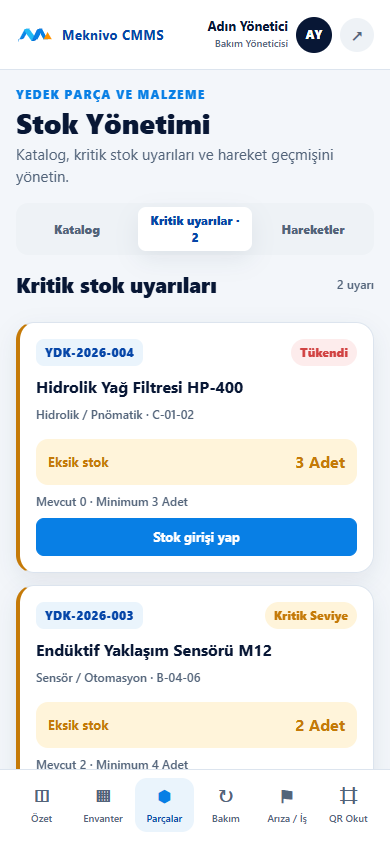 Meknivo CMMS
Adın Yönetici
Bakım Yöneticisi
AY
↗
YEDEK PARÇA VE MALZEME
Stok Yönetimi
Katalog, kritik stok uyarıları ve hareket geçmişini
yönetin.
Katalog
Kritik uyarılar ·
2
Hareketler
Kritik stok uyarıları
2 uyarı
YDK-2026-004
Tükendi
Hidrolik Yağ Filtresi HP-400
Hidrolik / Pnömatik · C-01-02
Eksik stok
3 Adet
Mevcut 0 · Minimum 3 Adet
Stok girişi yap
YDK-2026-003
Kritik Seviye
Endüktif Yaklaşım Sensörü M12
Sensör / Otomasyon · B-04-06
Eksik stok
2 Adet
Mevcut 2 · Minimum 4 Adet
Özet
Envanter
Parçalar
Bakım
Arıza / İş
QR Okut